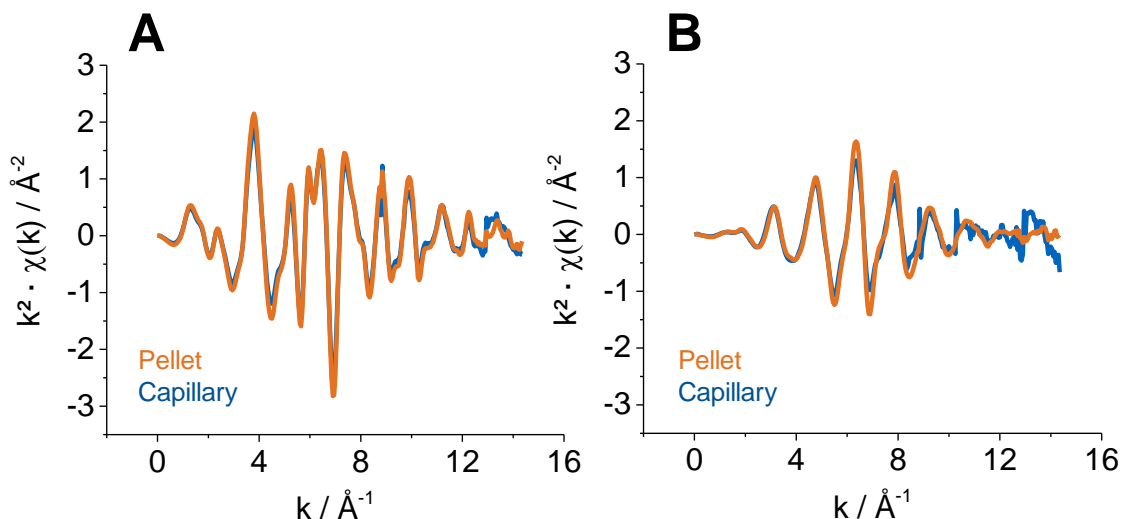 A
3
2
1
0
-1
-2
-3
k² · χ(k) / Å⁻²
Pellet
Capillary
0 4 8 12 16
k / Å⁻¹
B
3
2
1
0
-1
-2
-3
k² · χ(k) / Å⁻²
Pellet
Capillary
0 4 8 12 16
k / Å⁻¹